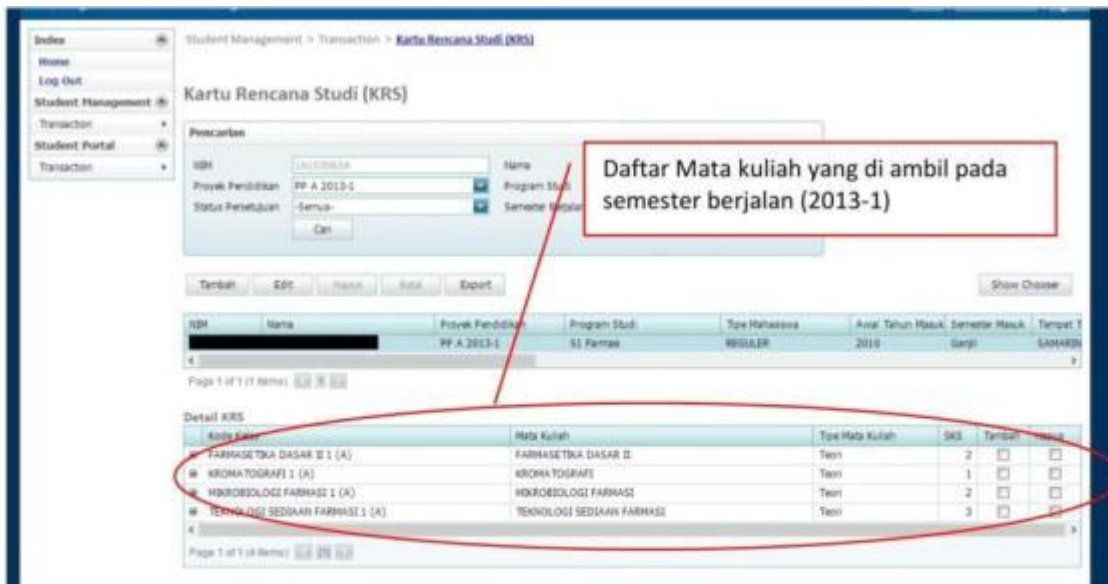 Index
Home
Log Out
Student Management
Transaction
Student Portal
Transaction
Student Management > Transaction > Kartu Rencana Studi (KRS)
Kartu Rencana Studi (KRS)
Pencarian
NIM Nama
Proyek Pendidikan PP A 2013-1 Program Studi
Status Persetujuan -Semua- Semester Berjalan
Cari
Daftar Mata kuliah yang di ambil pada
semester berjalan (2013-1)
Tambah Edit Hapus Batal Export Show Chooser
NIM Nama Proyek Pendidikan Program Studi Tipe Mahasiswa Awal Tahun Masuk Semester Masuk Tempat T
PP A 2013-1 S1 Farmasi REGULER 2010 Ganjil SAMARIN
Page 1 of 1 (1 items) 1
Detail KRS
Kode Kelas Mata Kuliah Tipe Mata Kuliah SKS Tambah Hapus
FARMASETIKA DASAR II 1 (A) FARMASETIKA DASAR II Teori 2
KROMATOGRAFI 1 (A) KROMATOGRAFI Teori 1
MIKROBIOLOGI FARMASI 1 (A) MIKROBIOLOGI FARMASI Teori 2
TEKNOLOGI SEDIAAN FARMASI 1 (A) TEKNOLOGI SEDIAAN FARMASI Teori 3
Page 1 of 1 (4 items) [1]